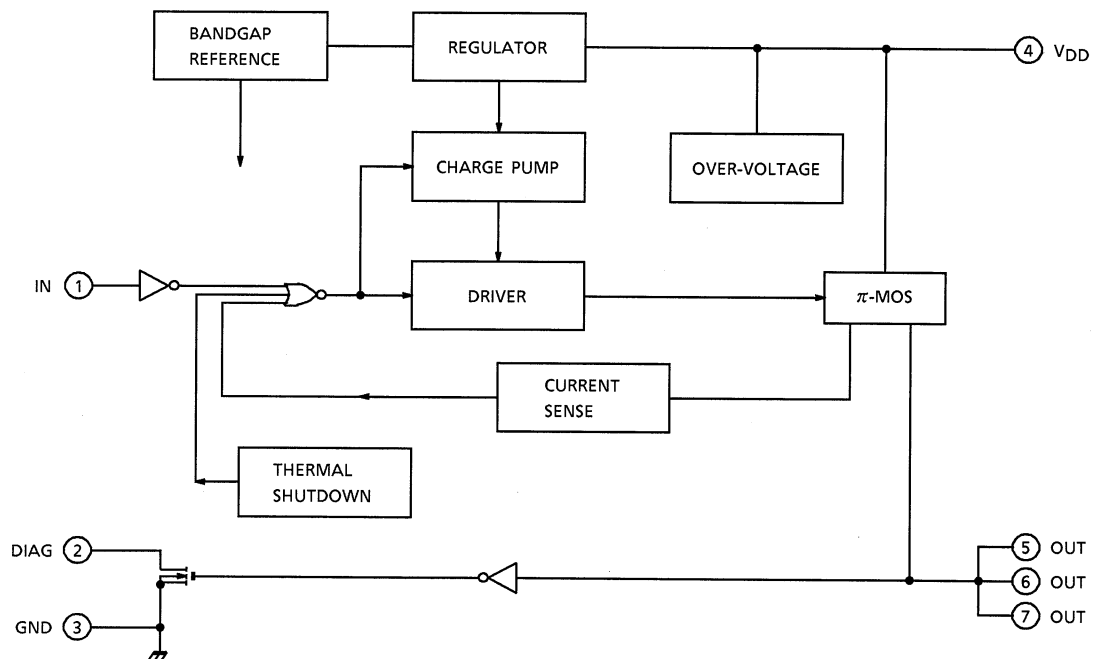 BANDGAP
REFERENCE
REGULATOR
4 VDD
CHARGE PUMP
OVER-VOLTAGE
IN 1
DRIVER
π-MOS
CURRENT
SENSE
THERMAL
SHUTDOWN
DIAG 2
5 OUT
6 OUT
GND 3
7 OUT